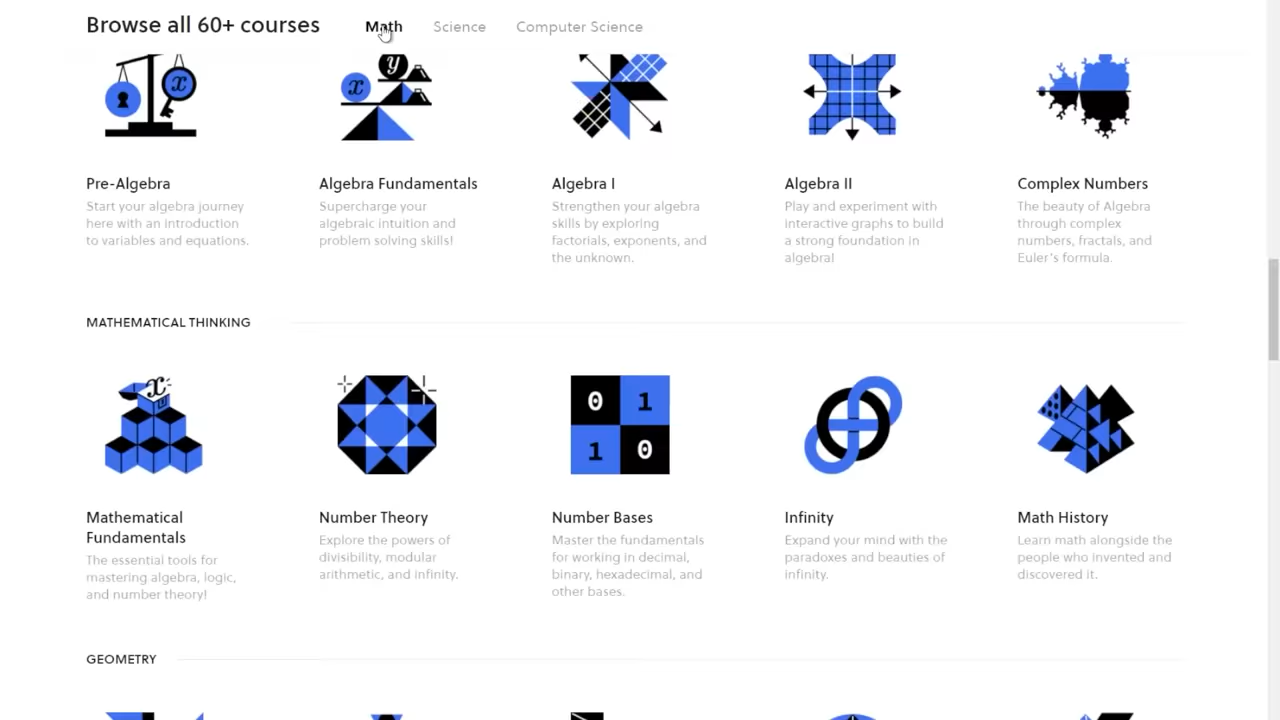 Browse all 60+ courses Math Science Computer Science
x
y
x
Pre-Algebra
Start your algebra journey
here with an introduction
to variables and equations.
Algebra Fundamentals
Supercharge your
algebraic intuition and
problem solving skills!
Algebra I
Strengthen your algebra
skills by exploring
factorials, exponents, and
the unknown.
Algebra II
Play and experiment with
interactive graphs to build
a strong foundation in
algebra!
Complex Numbers
The beauty of Algebra
through complex
numbers, fractals, and
Euler's formula.
MATHEMATICAL THINKING
x
0 1
1 0
Mathematical
Fundamentals
The essential tools for
mastering algebra, logic,
and number theory!
Number Theory
Explore the powers of
divisibility, modular
arithmetic, and infinity.
Number Bases
Master the fundamentals
for working in decimal,
binary, hexadecimal, and
other bases.
Infinity
Expand your mind with the
paradoxes and beauties of
infinity.
Math History
Learn math alongside the
people who invented and
discovered it.
GEOMETRY